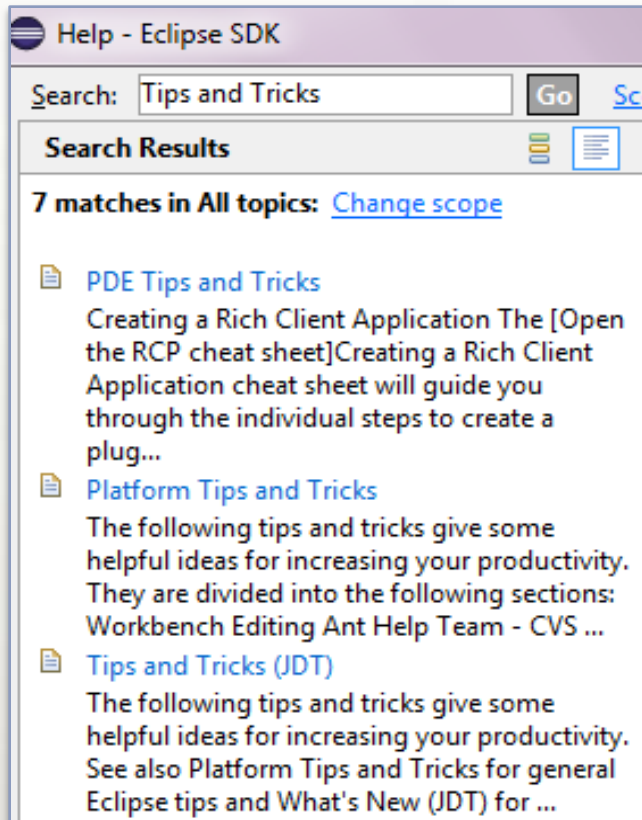 Help - Eclipse SDK
Search: Tips and Tricks Go Sc
Search Results
7 matches in All topics: Change scope
PDE Tips and Tricks
Creating a Rich Client Application The [Open
the RCP cheat sheet]Creating a Rich Client
Application cheat sheet will guide you
through the individual steps to create a
plug...
Platform Tips and Tricks
The following tips and tricks give some
helpful ideas for increasing your productivity.
They are divided into the following sections:
Workbench Editing Ant Help Team - CVS ...
Tips and Tricks (JDT)
The following tips and tricks give some
helpful ideas for increasing your productivity.
See also Platform Tips and Tricks for general
Eclipse tips and What's New (JDT) for ...